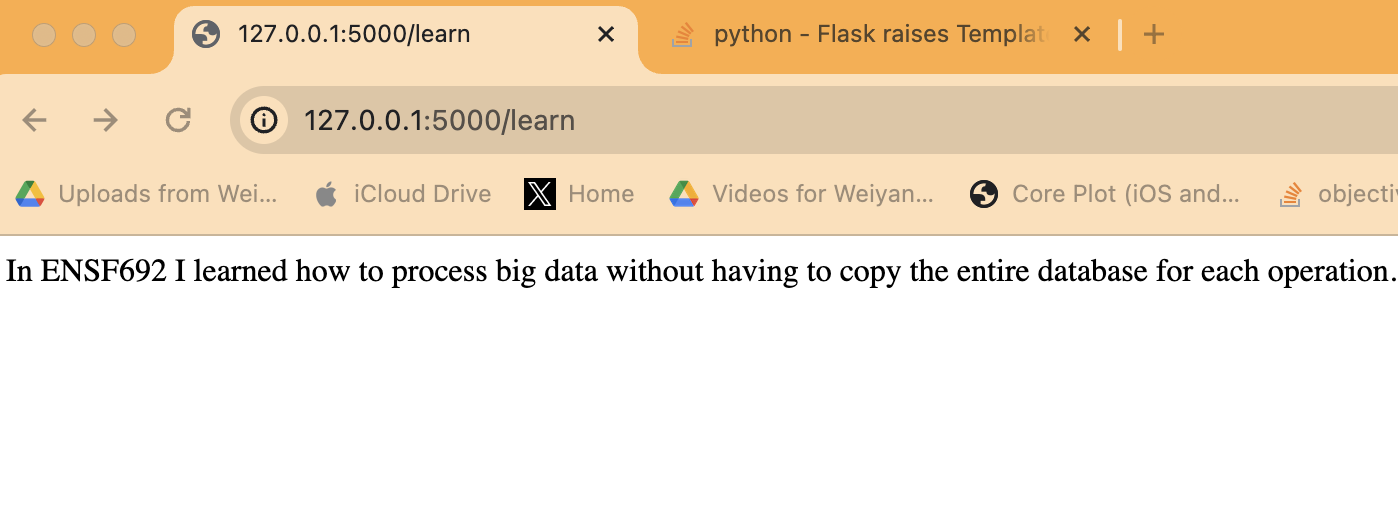 127.0.0.1:5000/learn
python - Flask raises Templat
127.0.0.1:5000/learn
Uploads from Wei... iCloud Drive Home Videos for Weiyan... Core Plot (iOS and... objectiv
In ENSF692 I learned how to process big data without having to copy the entire database for each operation.